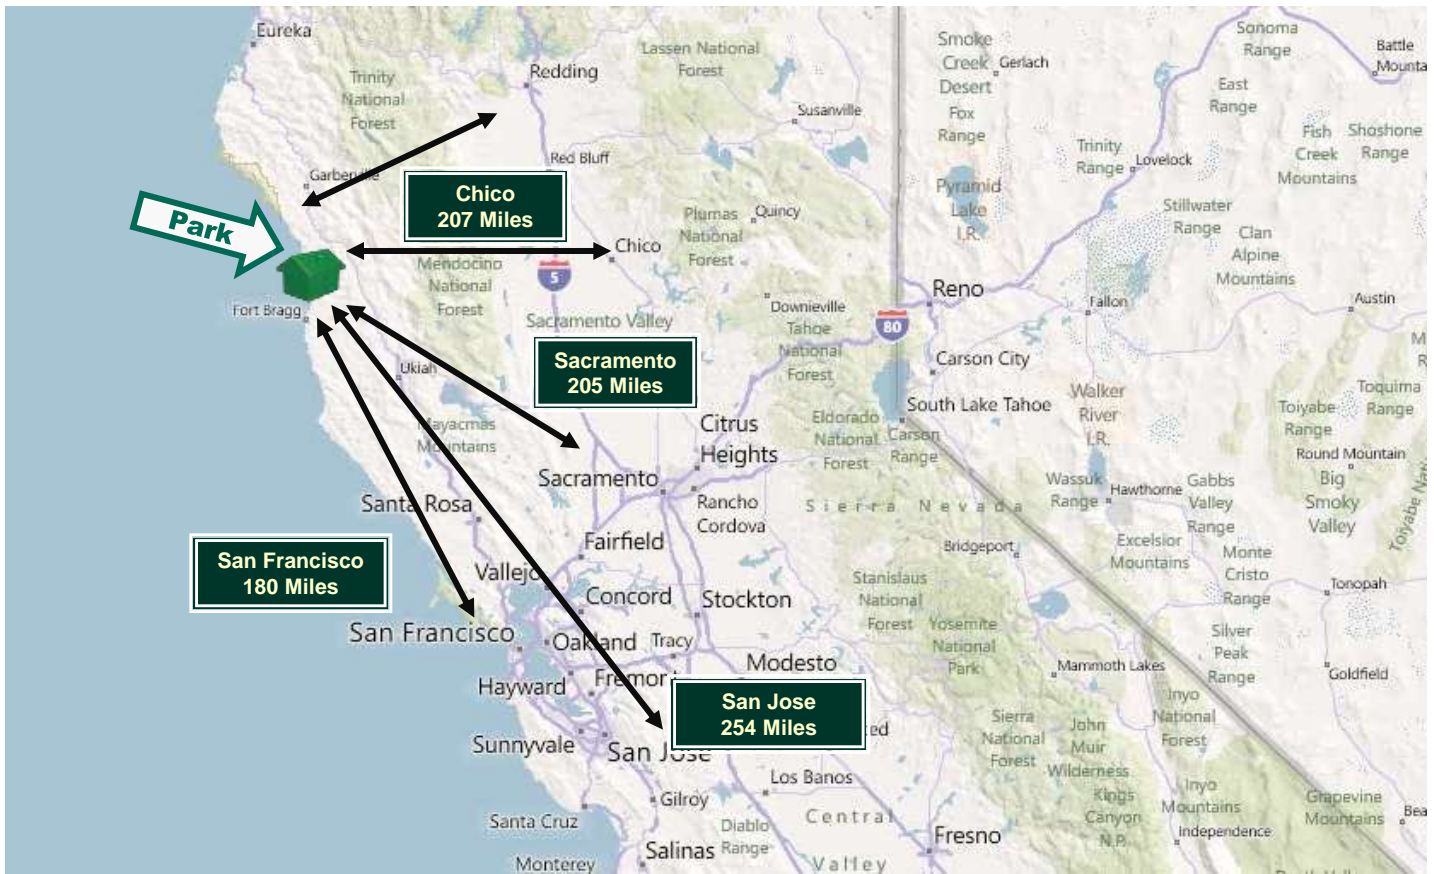 Eureka
Redding
Lassen National
Forest
Smoke
Creek
Desert
Gerlach
Fox
Range
Sonoma
Range
Battle
Mounta
East
Range
Trinity
National
Forest
Susanville
Fish
Creek
Mountains
Shoshone
Range
Trinity
Range
Lovelock
Red Bluff
Garberville
Chico
207 Miles
Pyramid
Lake
I.R.
Stillwater
Range
Clan
Alpine
Mountains
Park
Plumas
National
Forest
Quincy
Chico
Mendocino
National
Forest
5
Reno
Fallon
Austin
Fort Bragg
Sacramento Valley
Downieville
Tahoe
National
Forest
80
Carson City
M
R
Sacramento
205 Miles
Ukiah
Toquima
Range
Walker
River
I.R.
South Lake Tahoe
Toiyabe
Range
Mayacmas
Mountains
Citrus
Heights
Eldorado
National
Forest
Carson
Range
Round Mountain
Big
Smoky
Valley
Toiyabe Nati
Sacramento
Rancho
Cordova
Santa Rosa
Sierra Nevada
Wassuk
Range
Hawthorne
Gabbs
Valley
Range
Fairfield
Bridgeport
Excelsior
Mountains
Monte
Cristo
Range
Tonopah
San Francisco
180 Miles
Vallejo
Concord
Stockton
Stanislaus
National
Forest
Yosemite
National
Park
San Francisco
Oakland
Tracy
Modesto
Silver
Peak
Range
Mammoth Lakes
Goldfield
Hayward
Fremon
San Jose
254 Miles
ed
Inyo
National
Forest
Sierra
National
Forest
John
Muir
Wilderness
Sunnyvale
San Jose
Los Banos
Kings
Canyon
N.P.
Inyo
Mountains
Grapevine
Mountains
Bea
Gilroy
Santa Cruz
Diablo
Range
Central
Valley
Fresno
Independence
Salinas
Monterey